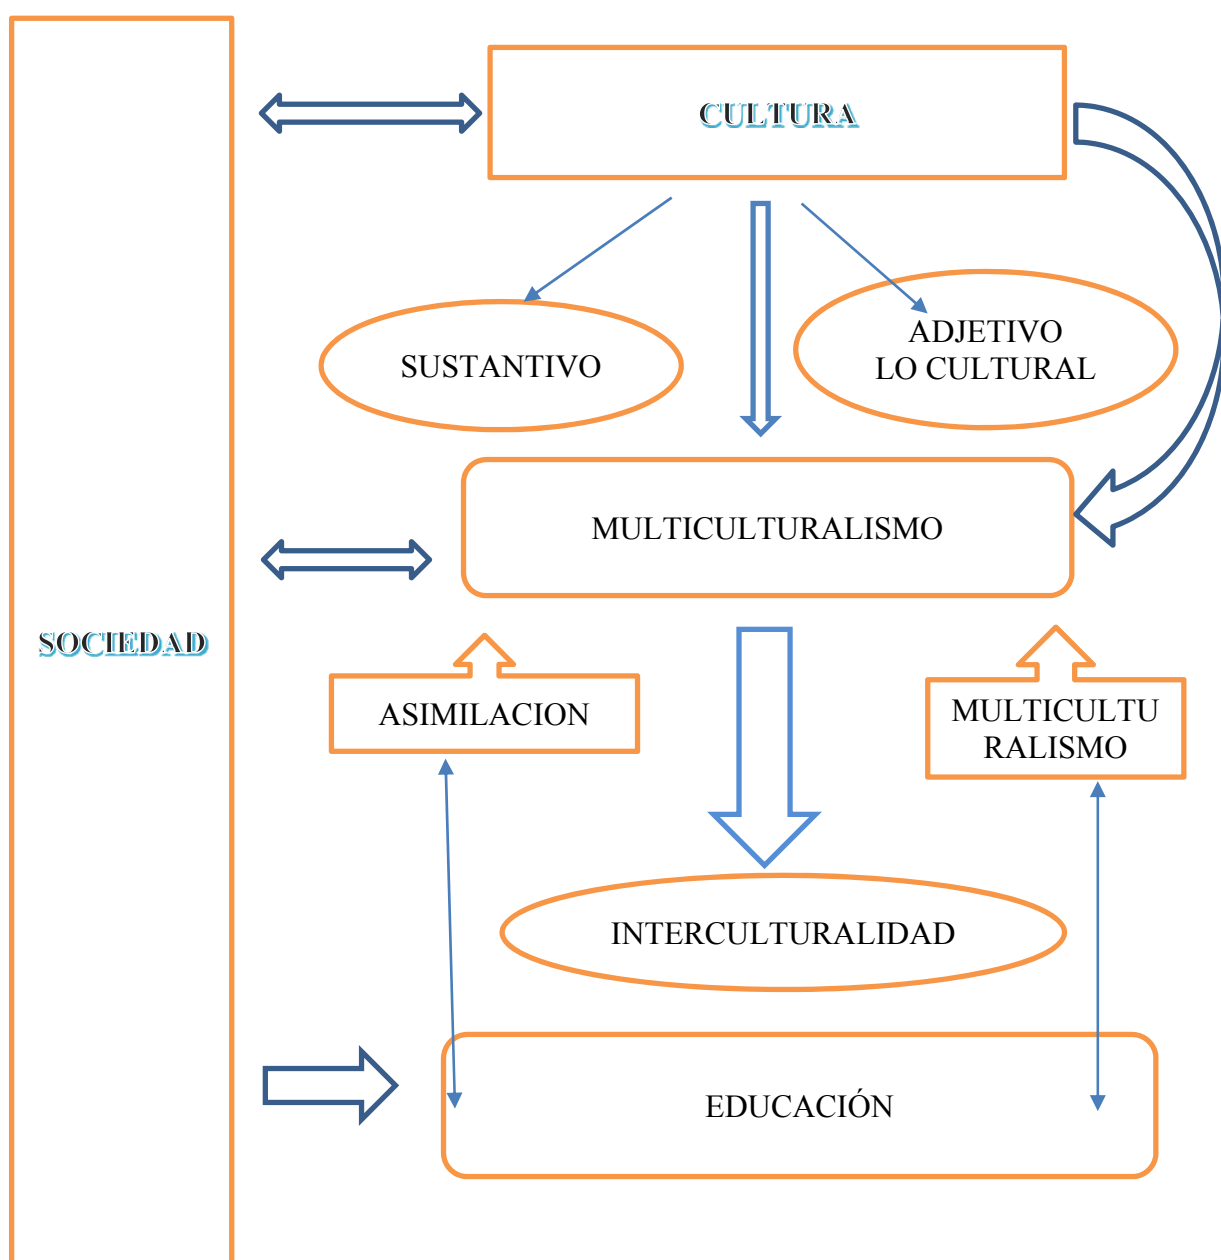 CULTURA
SUSTANTIVO
ADJETIVO
LO CULTURAL
MULTICULTURALISMO
SOCIEDAD
ASIMILACION
MULTICULTU
RALISMO
INTERCULTURALIDAD
EDUCACIÓN